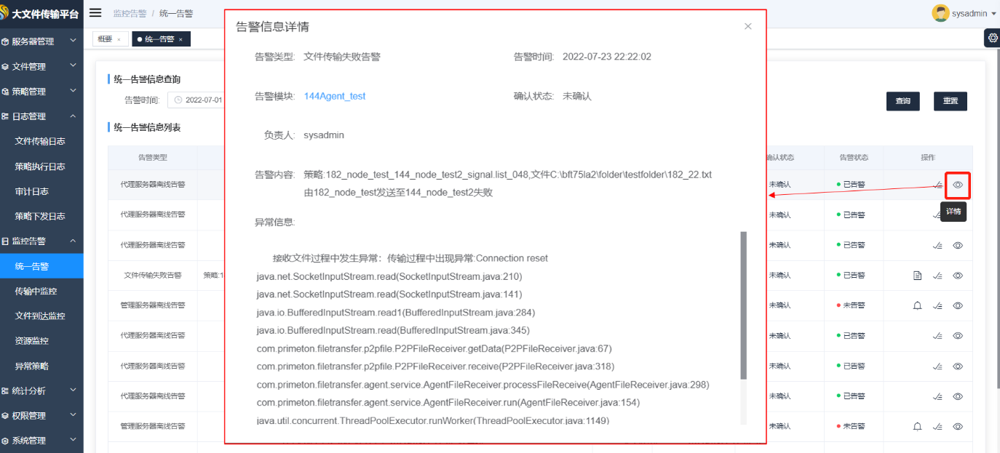 大文件传输平台
监控告警 / 统一告警
sysadmin
概要 ×
统一告警 ×
服务器管理
文件管理
策略管理
日志管理
文件传输日志
策略执行日志
审计日志
策略下发日志
监控告警
统一告警
传输中监控
文件到达监控
资源监控
异常策略
统计分析
权限管理
系统管理
统一告警信息查询
告警时间: 2022-07-01
查询 重置
统一告警信息列表
告警类型 确认状态 告警状态 操作
代理服务器离线告警 未确认 已告警
详情
代理服务器离线告警 未确认 已告警
代理服务器离线告警 未确认 已告警
文件传输失败告警 策略:1 未确认 已告警
管理服务器离线告警 未确认 未告警
代理服务器离线告警 未确认 已告警
代理服务器离线告警 未确认 已告警
代理服务器离线告警 未确认 已告警
管理服务器离线告警 未确认 未告警
告警信息详情
告警类型: 文件传输失败告警 告警时间: 2022-07-23 22:22:02
告警模块: 144Agent_test 确认状态: 未确认
负责人: sysadmin
告警内容: 策略:182_node_test_144_node_test2_signal.list_048,文件C:\bft75la2\folder\testfolder\182_22.txt
由182_node_test发送至144_node_test2失败
异常信息:
接收文件过程中发生异常：传输过程中出现异常:Connection reset
java.net.SocketInputStream.read(SocketInputStream.java:210)
java.net.SocketInputStream.read(SocketInputStream.java:141)
java.io.BufferedInputStream.read1(BufferedInputStream.java:284)
java.io.BufferedInputStream.read(BufferedInputStream.java:345)
com.primeton.filetransfer.p2pfile.P2PFileReceiver.getData(P2PFileReceiver.java:67)
com.primeton.filetransfer.p2pfile.P2PFileReceiver.receive(P2PFileReceiver.java:318)
com.primeton.filetransfer.agent.service.AgentFileReceiver.processFileReceive(AgentFileReceiver.java:298)
com.primeton.filetransfer.agent.service.AgentFileReceiver.run(AgentFileReceiver.java:154)
java.util.concurrent.ThreadPoolExecutor.runWorker(ThreadPoolExecutor.java:1149)